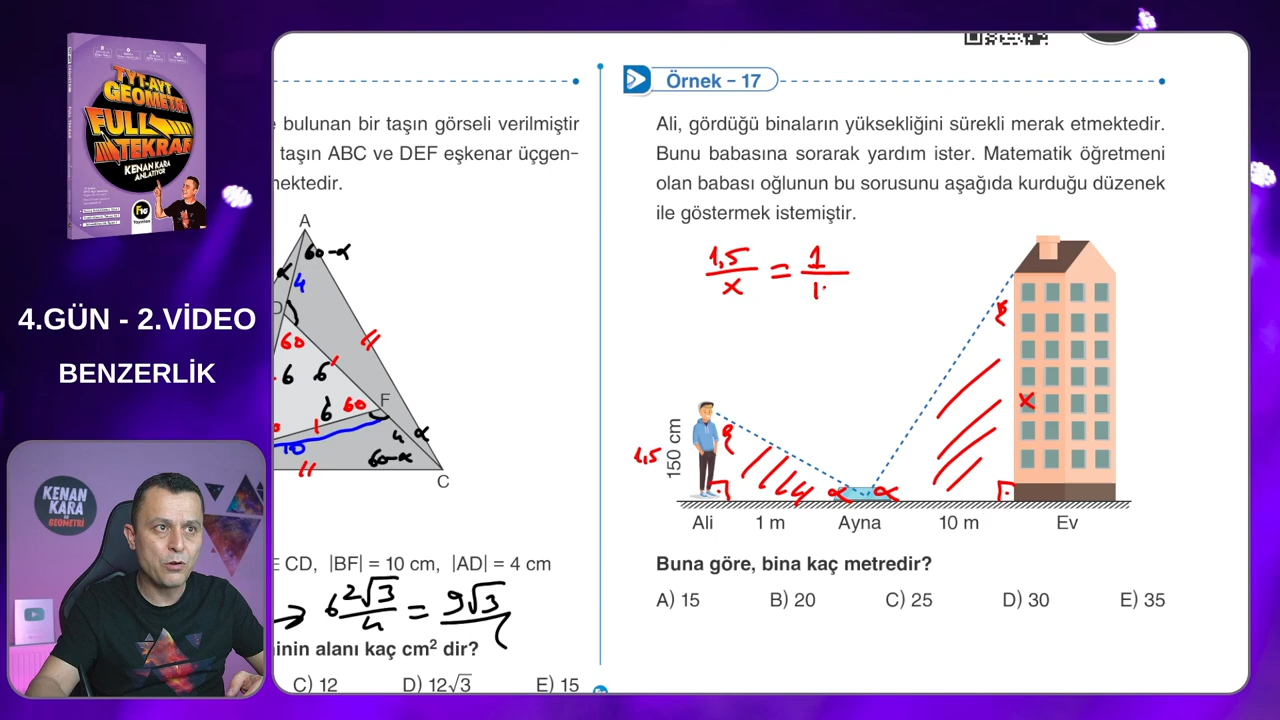 TYT-AYT
GEOMETRİ
FULL
TEKRAR
KENAN KARA
ANLATIYOR
4.GÜN - 2.VİDEO
BENZERLİK
KENAN
KARA
bulunan bir taşın görseli verilmiştir
taşın ABC ve DEF eşkenar üçgen-
mektedir.
A
60-α
α
4
D
60
6 6
6 60
F
10
4 α
60-α
C
CD, |BF| = 10 cm, |AD| = 4 cm
→ 6²√3/4 = 9√3
alanı kaç cm² dir?
C) 12 D) 12√3 E) 15
Örnek – 17
Ali, gördüğü binaların yüksekliğini sürekli merak etmektedir.
Bunu babasına sorarak yardım ister. Matematik öğretmeni
olan babası oğlunun bu sorusunu aşağıda kurduğu düzenek
ile göstermek istemiştir.
1,5/x = 1/1
x
1,5
150 cm
α α
Ali 1 m Ayna 10 m Ev
Buna göre, bina kaç metredir?
A) 15 B) 20 C) 25 D) 30 E) 35